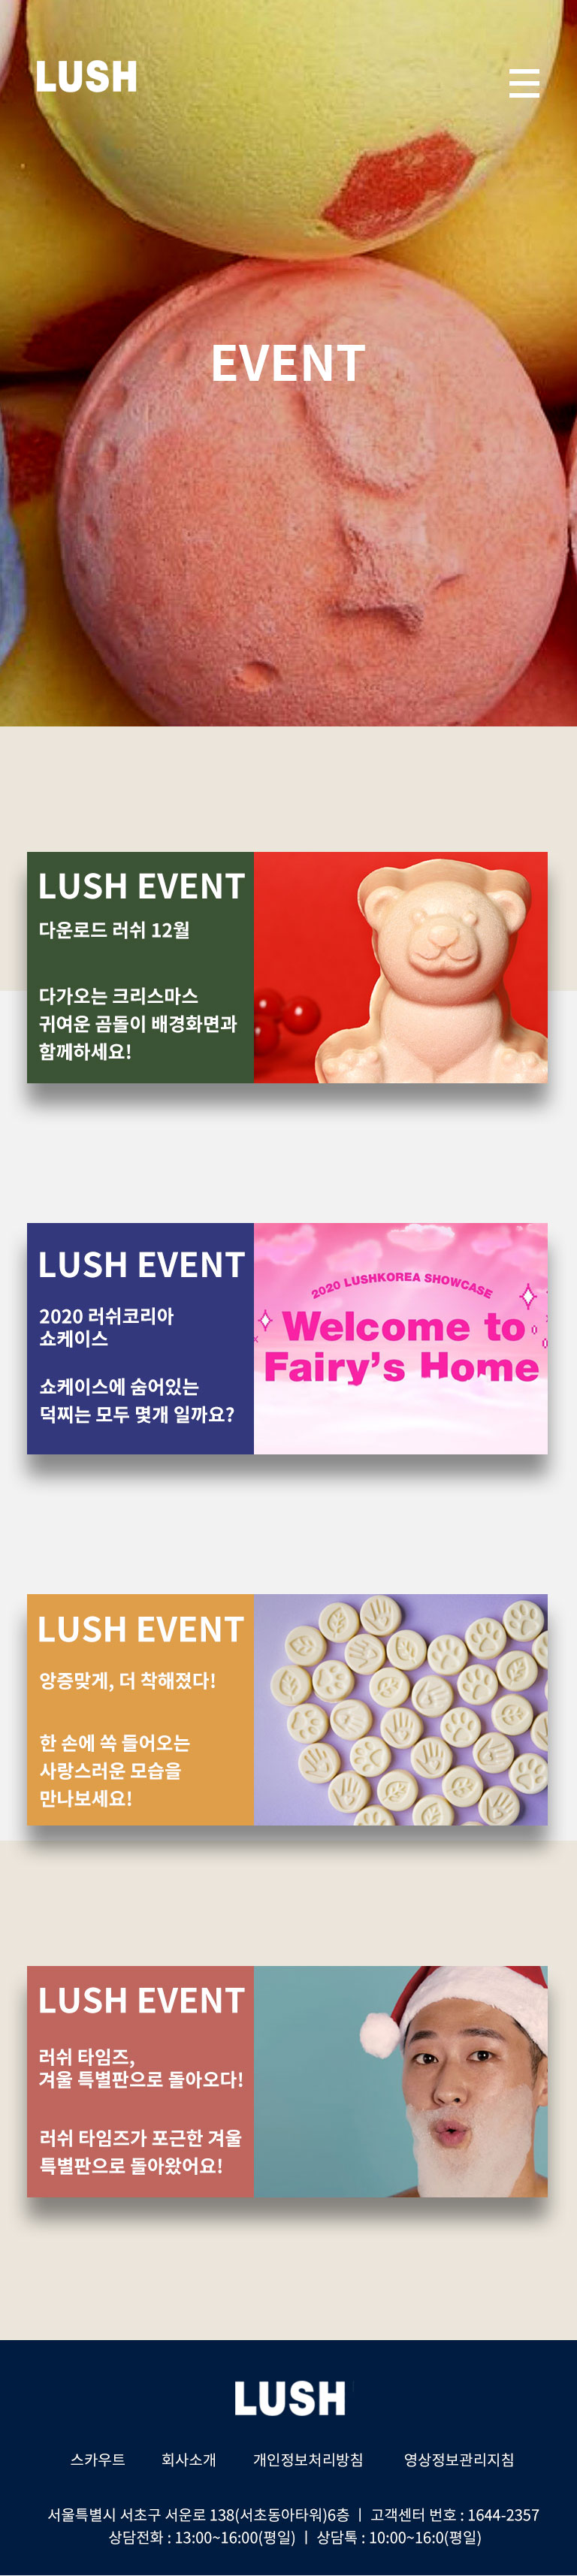 LUSH
EVENT
LUSH EVENT
다운로드 러쉬 12월
다가오는 크리스마스
귀여운 곰돌이 배경화면과
함께하세요!
LUSH EVENT
2020 러쉬코리아
쇼케이스
쇼케이스에 숨어있는
덕찌는 모두 몇개 일까요?
2020 LUSHKOREA SHOWCASE
Welcome to
Fairy's Home
LUSH EVENT
앙증맞게, 더 착해졌다!
한 손에 쏙 들어오는
사랑스러운 모습을
만나보세요!
LUSH EVENT
러쉬 타임즈,
겨울 특별판으로 돌아오다!
러쉬 타임즈가 포근한 겨울
특별판으로 돌아왔어요!
LUSH
스카우트 회사소개 개인정보처리방침 영상정보관리지침
서울특별시 서초구 서운로 138(서초동아타워)6층 ㅣ 고객센터 번호 : 1644-2357
상담전화 : 13:00~16:00(평일) ㅣ 상담톡 : 10:00~16:0(평일)